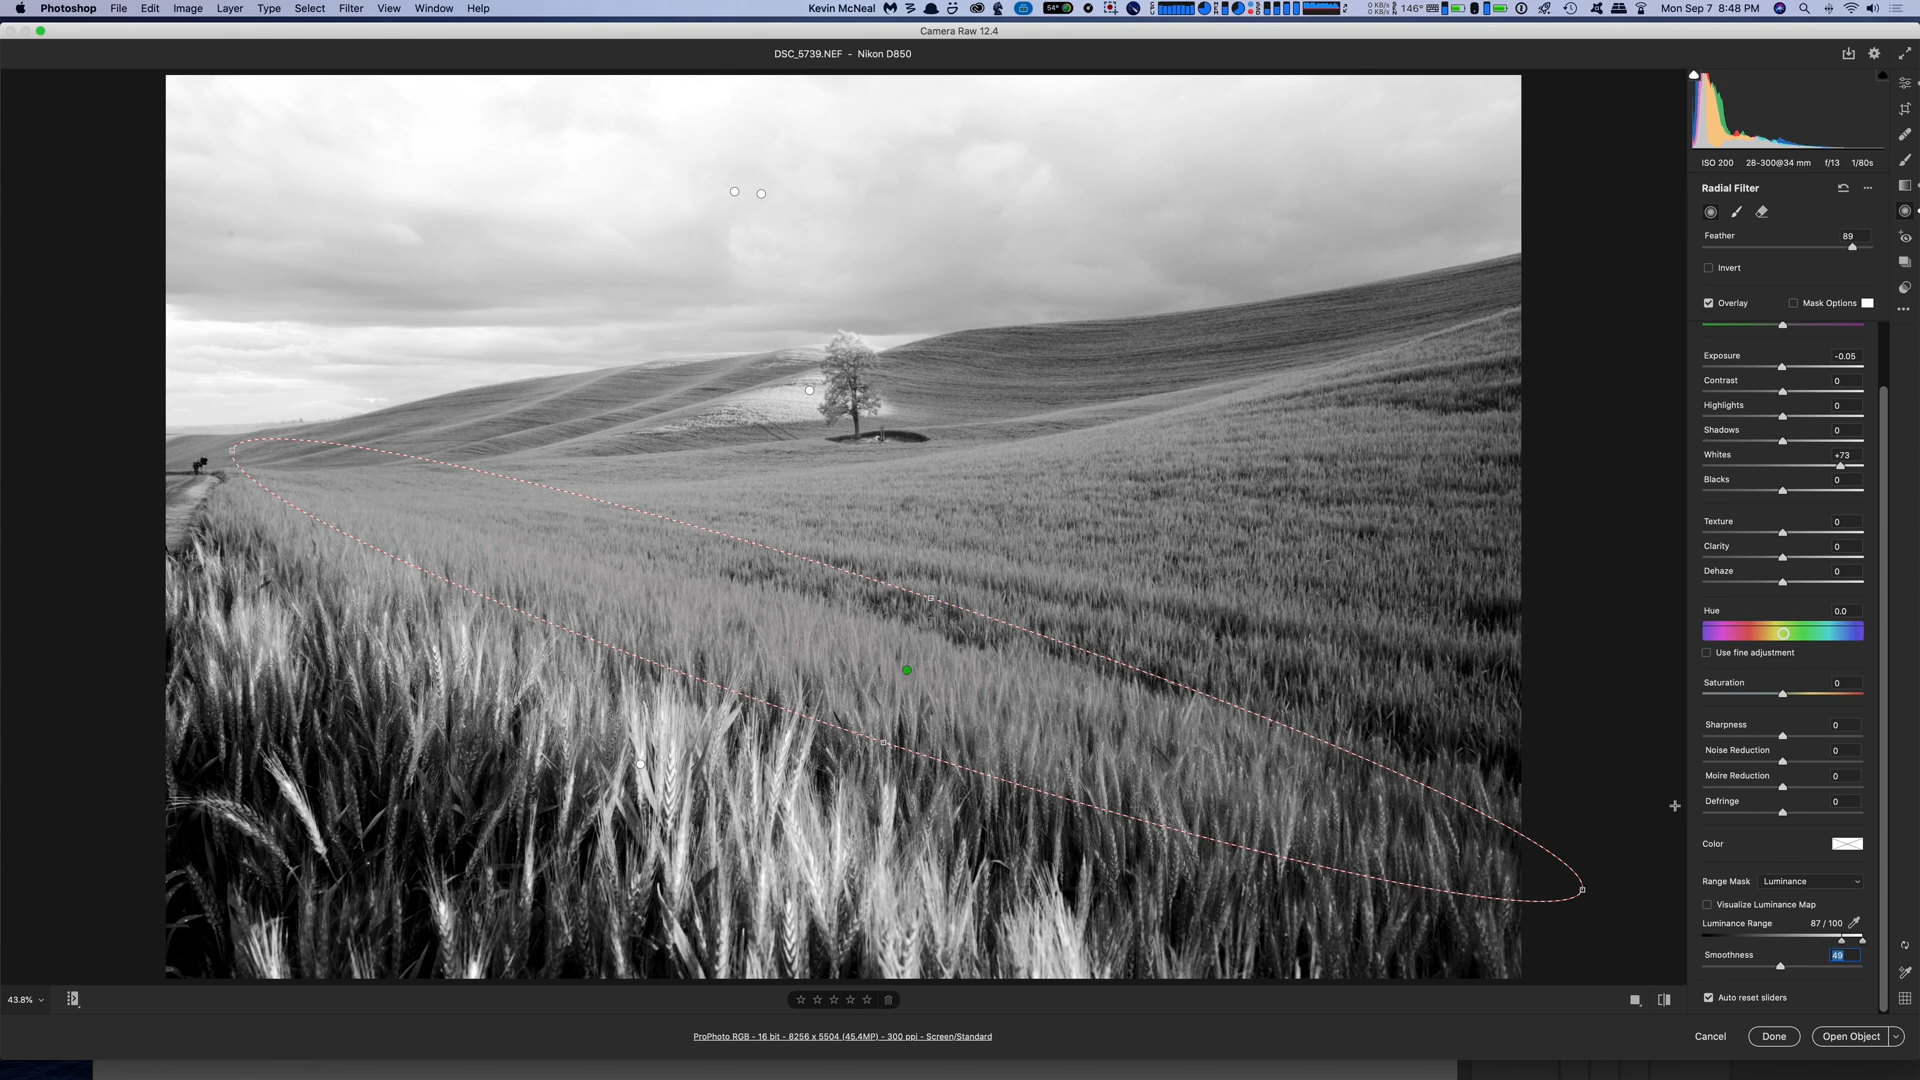 Photoshop File Edit Image Layer Type Select Filter View Window Help Kevin McNeal 54° 0 KB/s 0 KB/s 146° Mon Sep 7 8:48 PM
Camera Raw 12.4
DSC_5739.NEF - Nikon D850
ISO 200 28-300@34 mm f/13 1/80s
Radial Filter
Feather 89
Invert
Overlay Mask Options
Exposure -0.05
Contrast 0
Highlights 0
Shadows 0
Whites +73
Blacks 0
Texture 0
Clarity 0
Dehaze 0
Hue 0.0
Use fine adjustment
Saturation 0
Sharpness 0
Noise Reduction 0
Moire Reduction 0
Defringe 0
Color
Range Mask Luminance
Visualize Luminance Map
Luminance Range 87 / 100
Smoothness 49
Auto reset sliders
43.8%
ProPhoto RGB - 16 bit - 8256 x 5504 (45.4MP) - 300 ppi - Screen/Standard
Cancel Done Open Object